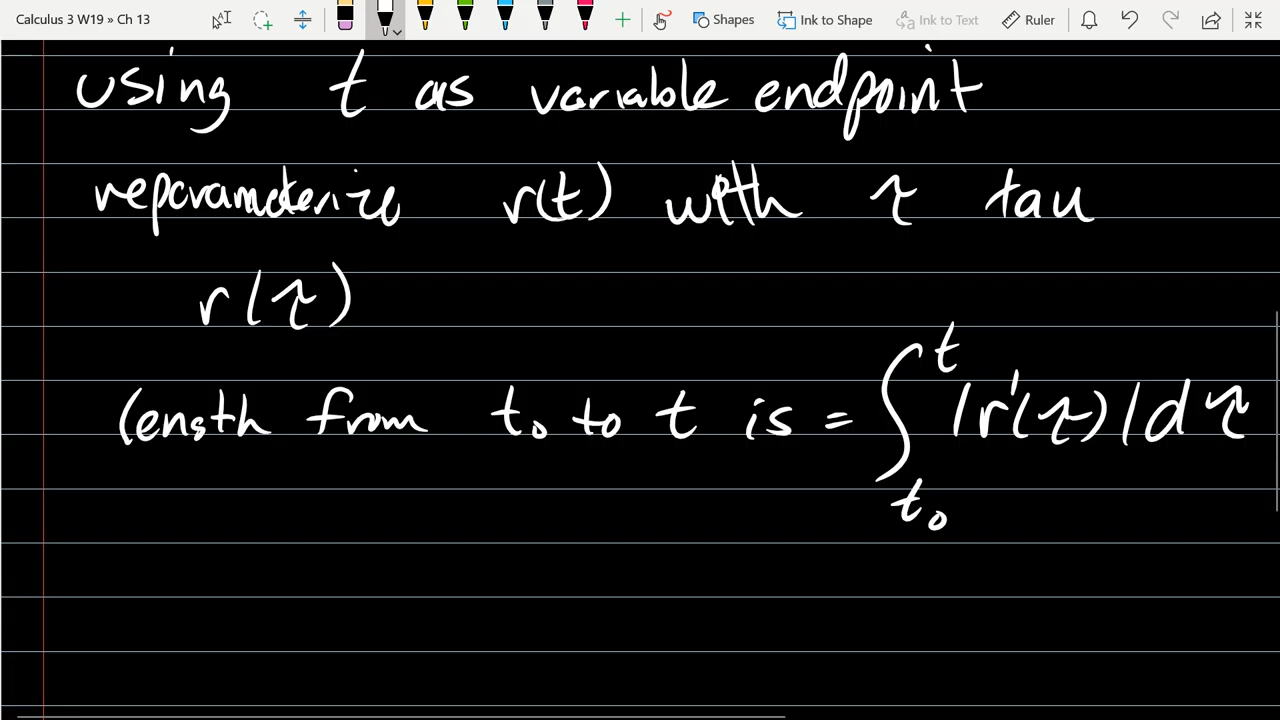 Calculus 3 W19 » Ch 13
Shapes
Ink to Shape
Ink to Text
Ruler
using t as variable endpoint
reparameterize r(t) with τ tau
r(τ)
length from t₀ to t is = ∫ₜ₀ᵗ |r'(τ)|dτ